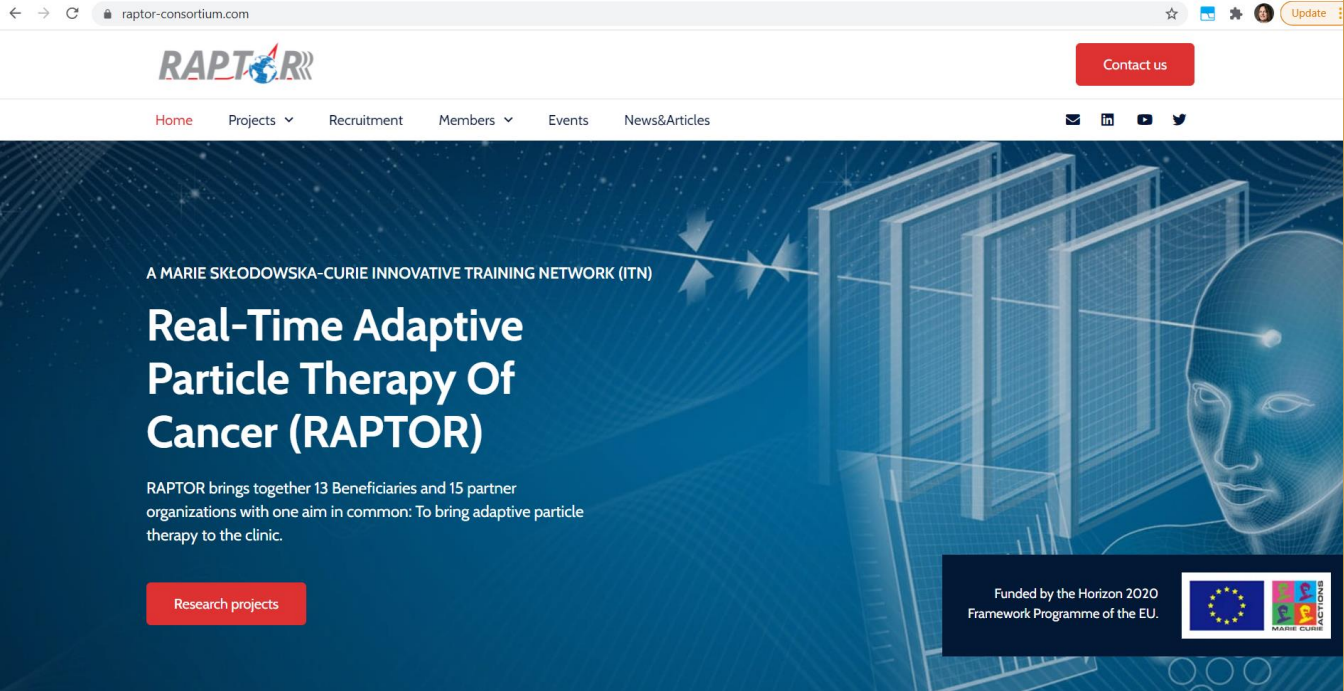 raptor-consortium.com
Update
RAPTOR
Contact us
Home Projects Recruitment Members Events News&Articles
A MARIE SKŁODOWSKA-CURIE INNOVATIVE TRAINING NETWORK (ITN)
Real-Time Adaptive
Particle Therapy Of
Cancer (RAPTOR)
RAPTOR brings together 13 Beneficiaries and 15 partner
organizations with one aim in common: To bring adaptive particle
therapy to the clinic.
Research projects
Funded by the Horizon 2020
Framework Programme of the EU.
MARIE CURIE
ACTIONS